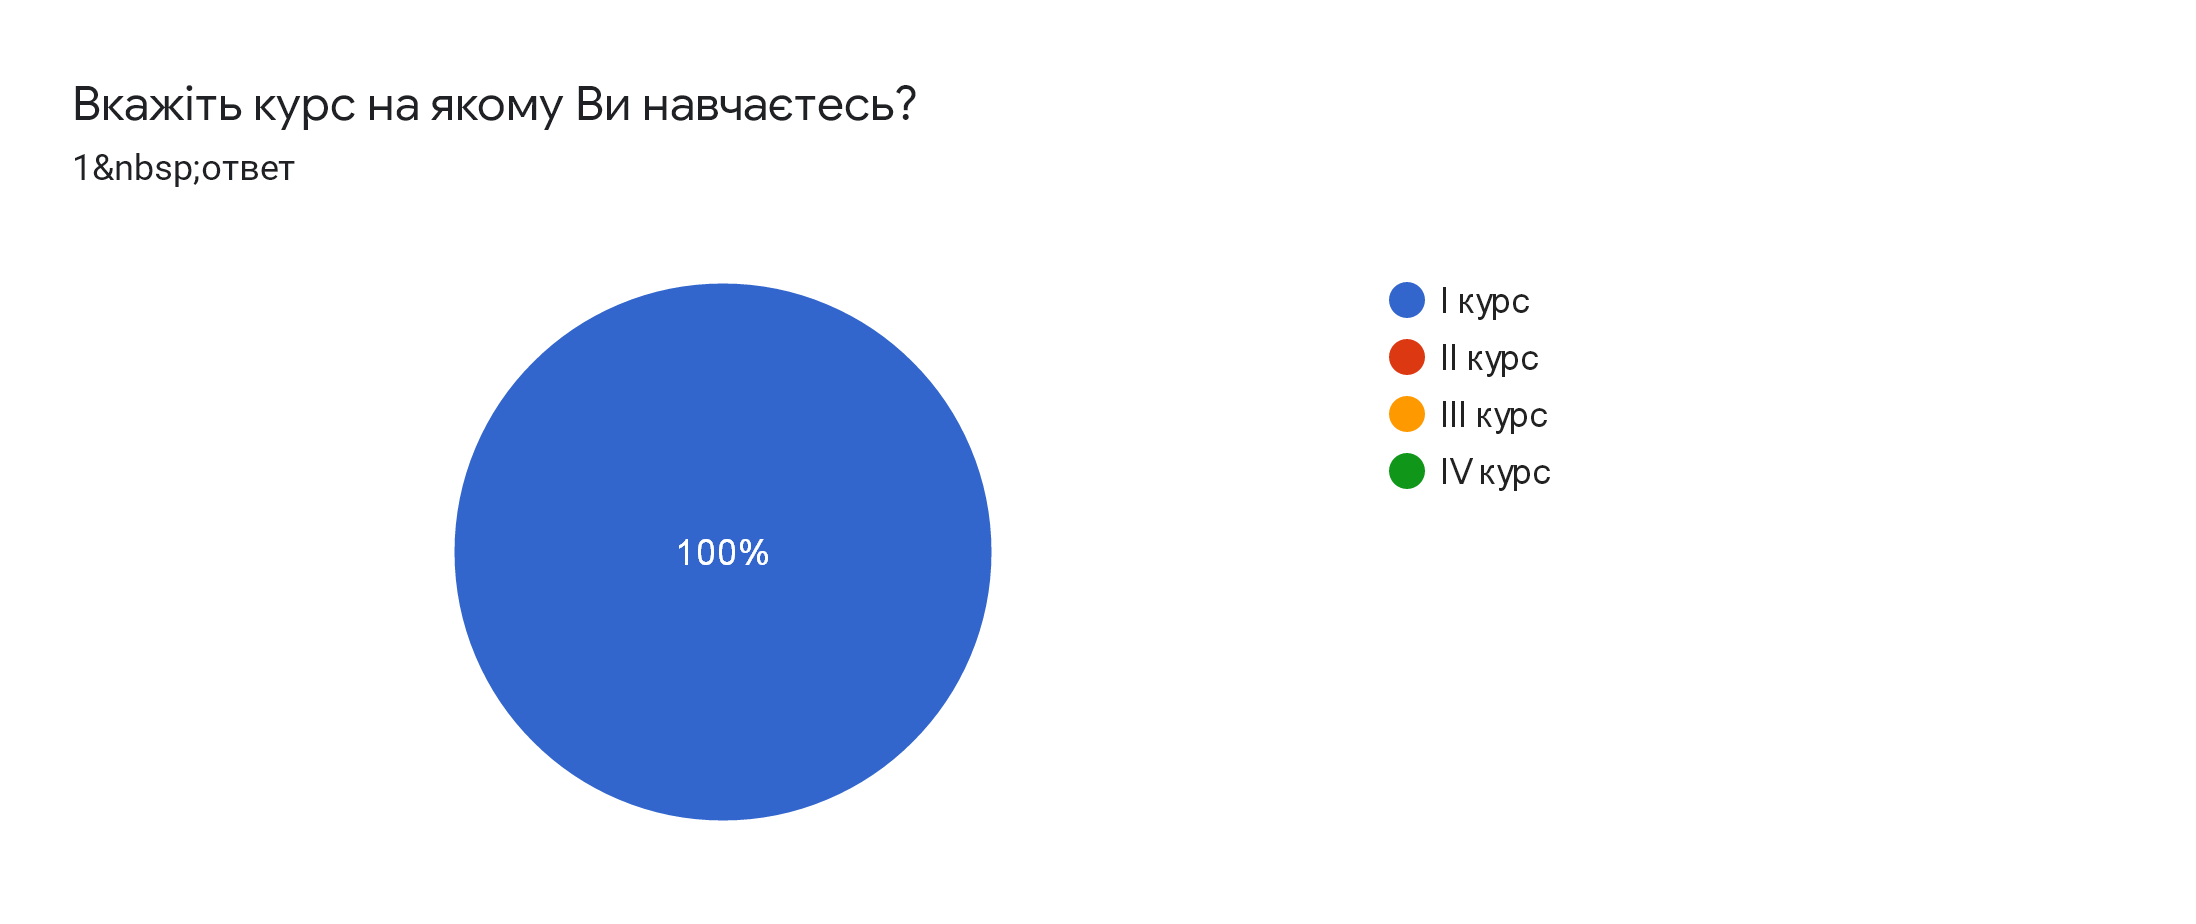 Вкажіть курс на якому Ви навчаєтесь?
1&nbsp;ответ
100%
I курс
II курс
III курс
IV курс